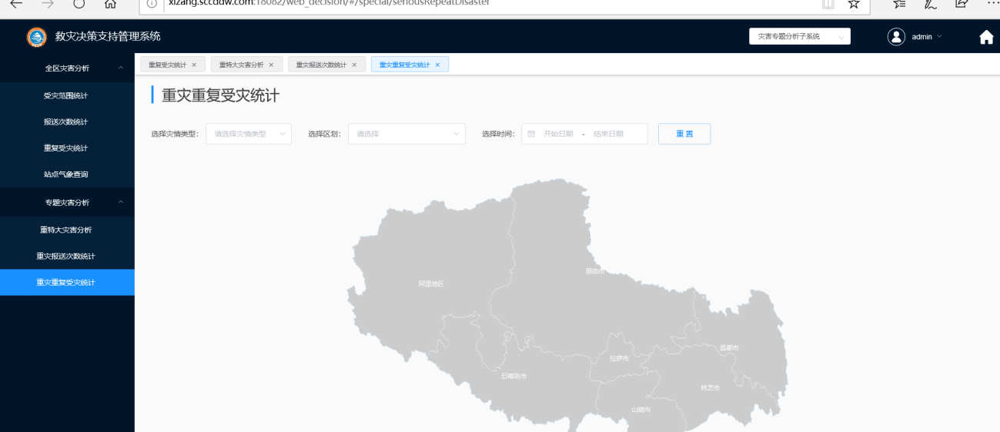 xizang.sccddw.com:18082/web_decision/#/special/seriousRepeatDisaster
救灾决策支持管理系统
灾害专题分析子系统
admin
全区灾害分析
受灾范围统计
报送次数统计
重复受灾统计
站点气象查询
专题灾害分析
重特大灾害分析
重灾报送次数统计
重灾重复受灾统计
重复受灾统计 ×
重特大灾害分析 ×
重灾报送次数统计 ×
重灾重复受灾统计 ×
重灾重复受灾统计
选择灾情类型: 请选择灾情类型 选择区划: 请选择 选择时间: 开始日期 - 结束日期 重置
那曲市
阿里地区
昌都市
拉萨市
日喀则市
林芝市
山南市